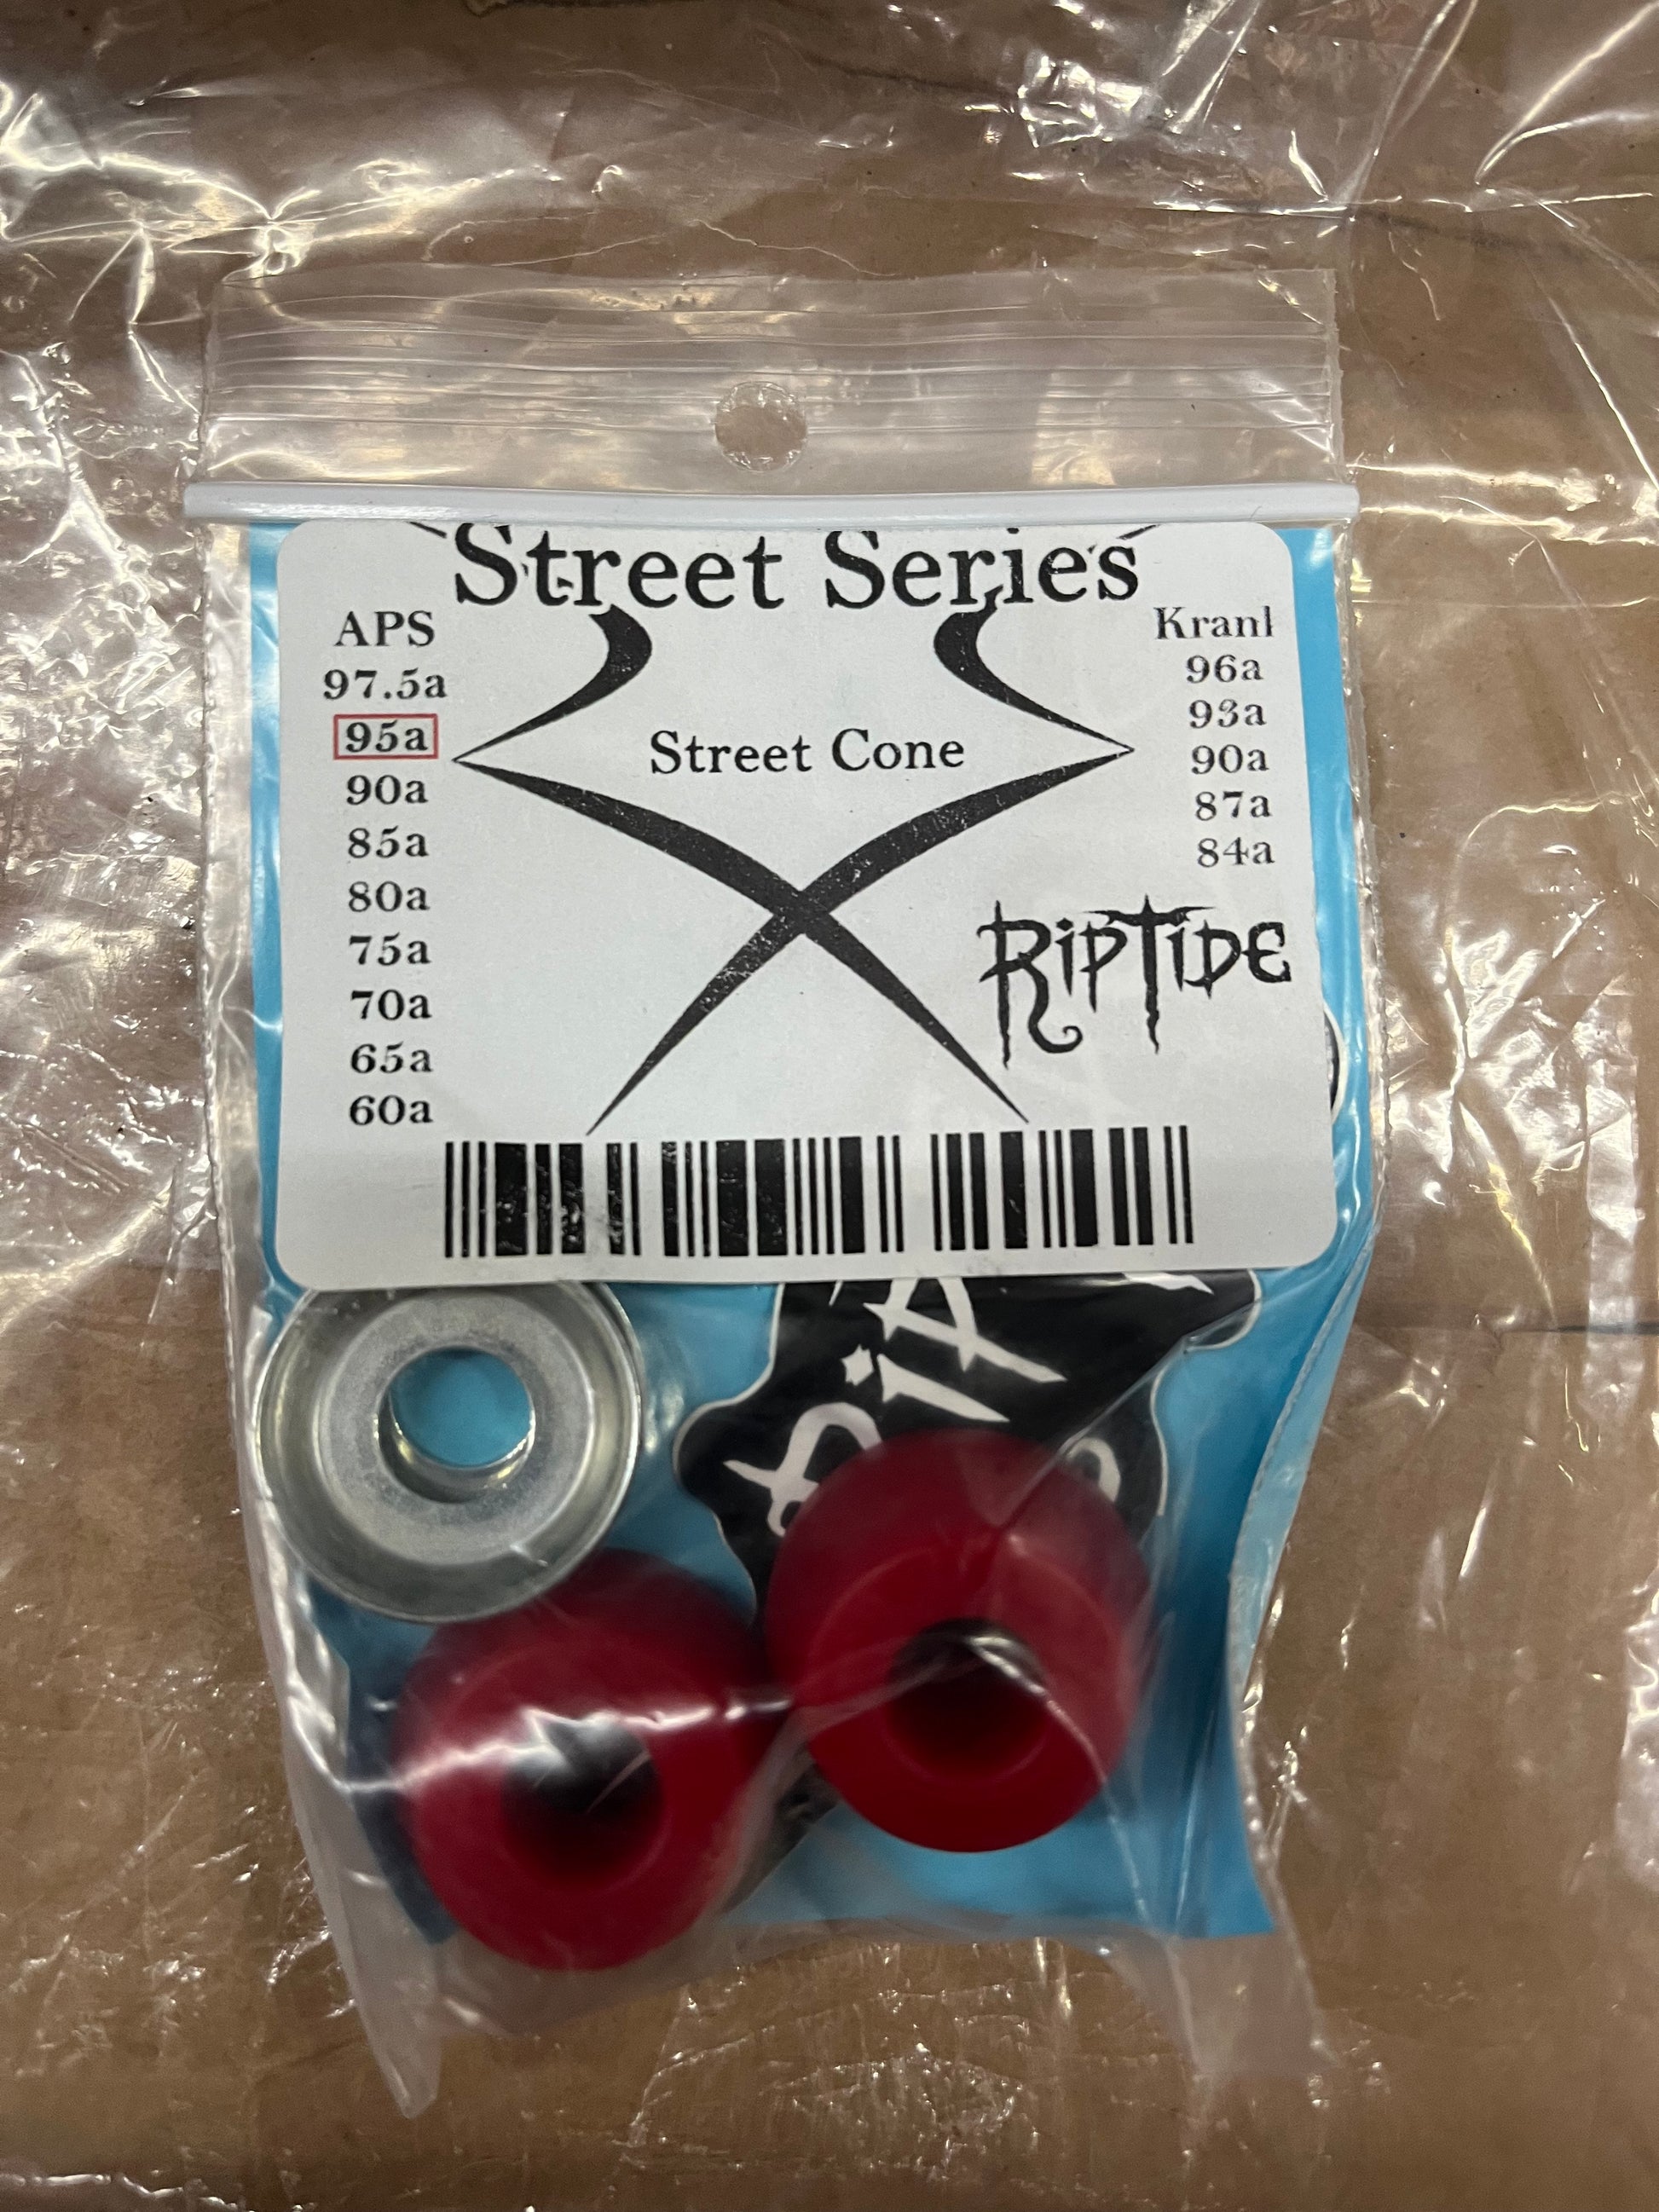 Street Series
APS
97.5a
95a
90a
85a
80a
75a
70a
65a
60a
Street Cone
Kranl
96a
93a
90a
87a
84a
RipTide